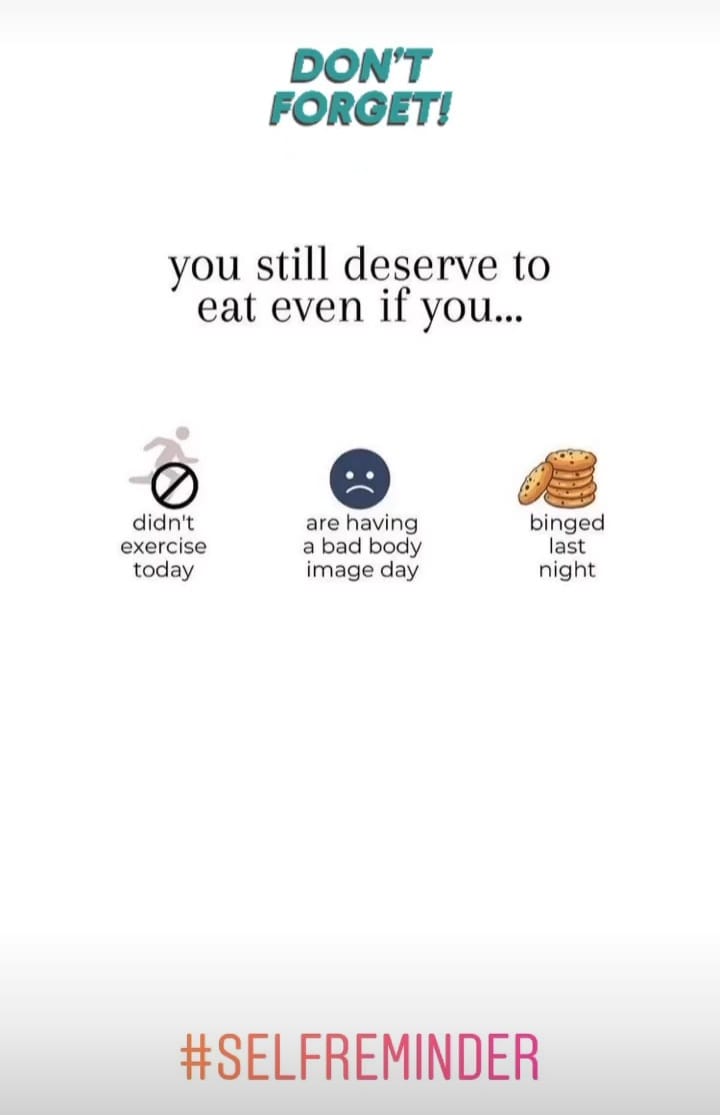 DON'T
FORGET!
you still deserve to
eat even if you...
didn't
exercise
today
are having
a bad body
image day
binged
last
night
#SELFREMINDER